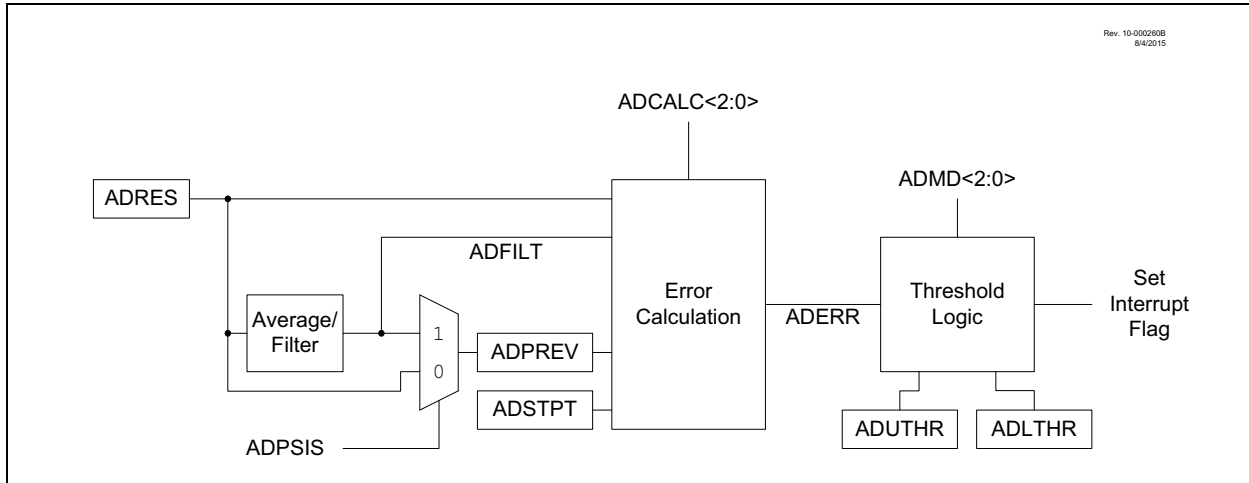 Rev. 10-000260B
8/4/2015
ADCALC<2:0>
ADMD<2:0>
ADRES
ADFILT
Error
Calculation
ADERR
Threshold
Logic
Set
Interrupt
Flag
Average/
Filter
1
0
ADPREV
ADSTPT
ADPSIS
ADUTHR
ADLTHR